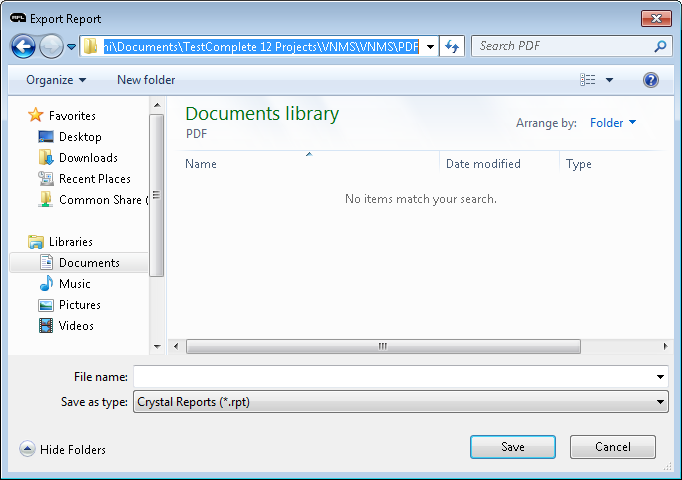 RFL Export Report
ni\Documents\TestComplete 12 Projects\VNMS\VNMS\PDF
Search PDF
Organize New folder
Favorites
Desktop
Downloads
Recent Places
Common Share (
Libraries
Documents
Music
Pictures
Videos
Documents library
PDF
Arrange by: Folder
Name Date modified Type
No items match your search.
File name:
Save as type: Crystal Reports (*.rpt)
Hide Folders
Save Cancel